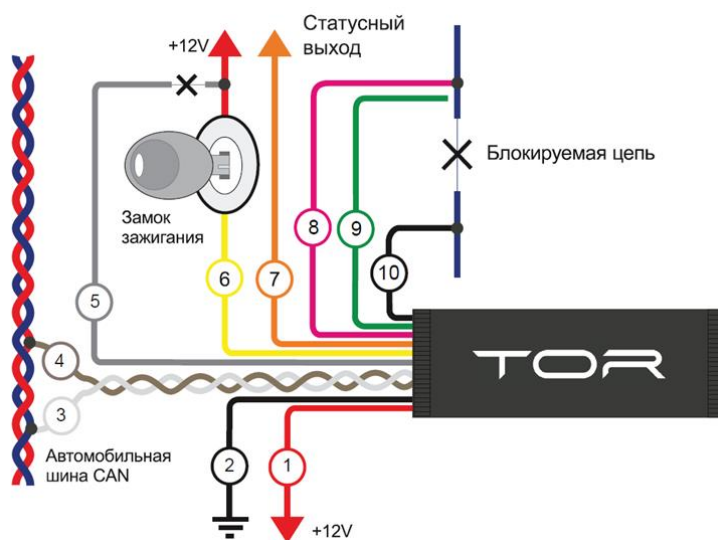 Статусный
выход
+12V
Блокируемая цепь
Замок
зажигания
8
9
10
6
7
5
4
3
TOR
Автомобильная
шина CAN
2
1
+12V